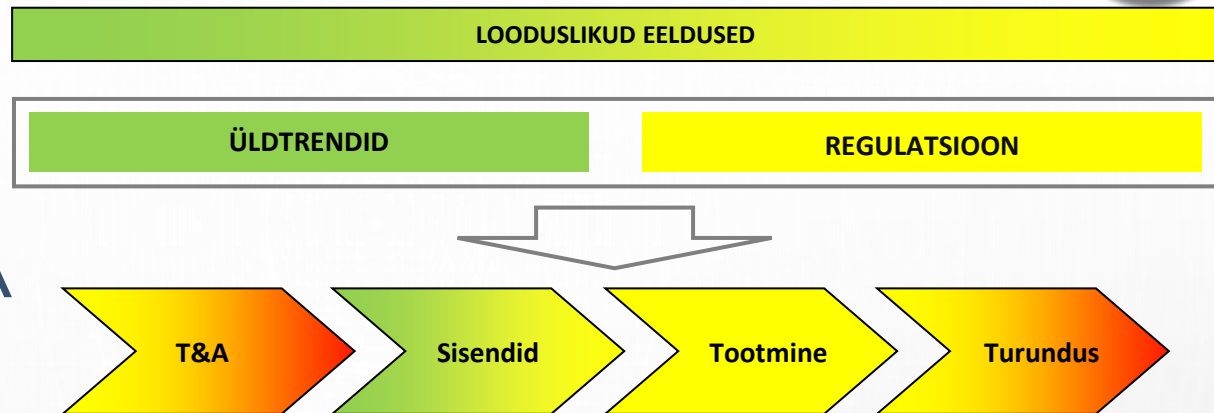 LOODUSLIKUD EELDUSED
ÜLDTRENDID
REGULATSIOON
T&A
Sisendid
Tootmine
Turundus